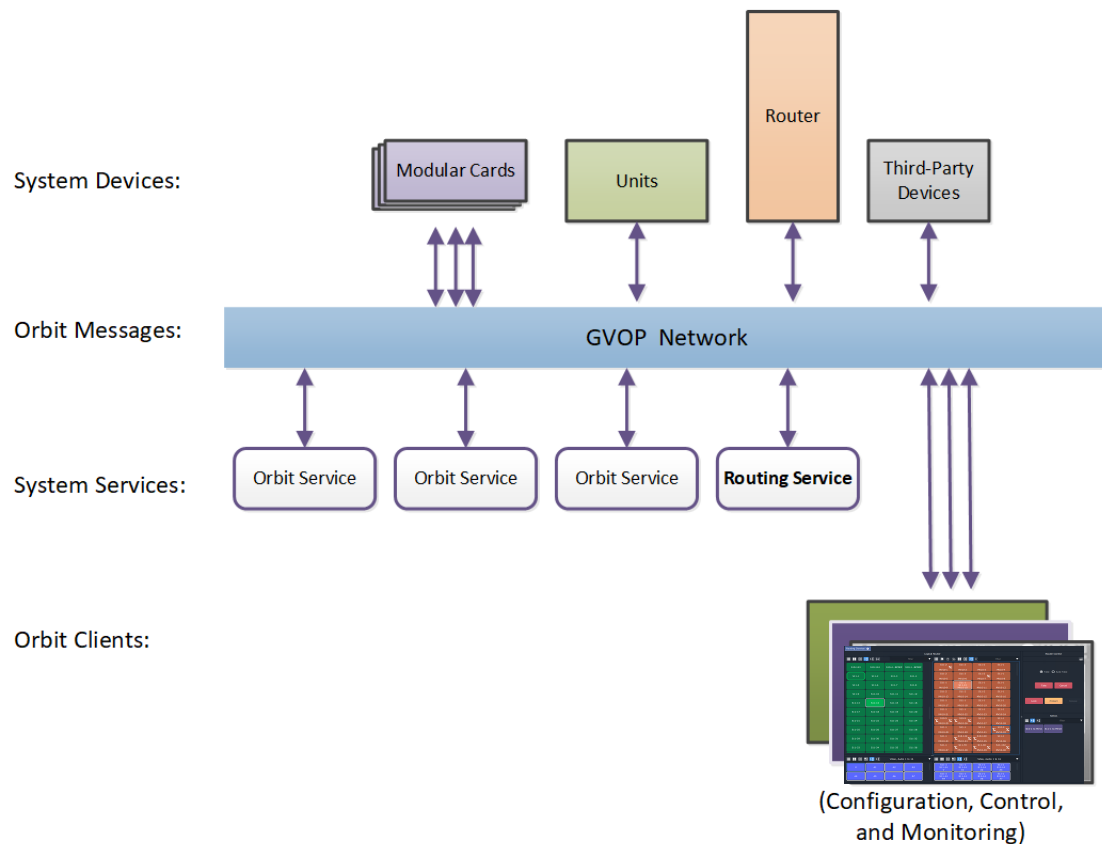 Router
System Devices:
Modular Cards
Units
Third-Party
Devices
Orbit Messages:
GVOP Network
System Services:
Orbit Service
Orbit Service
Orbit Service
Routing Service
Orbit Clients:
(Configuration, Control,
and Monitoring)